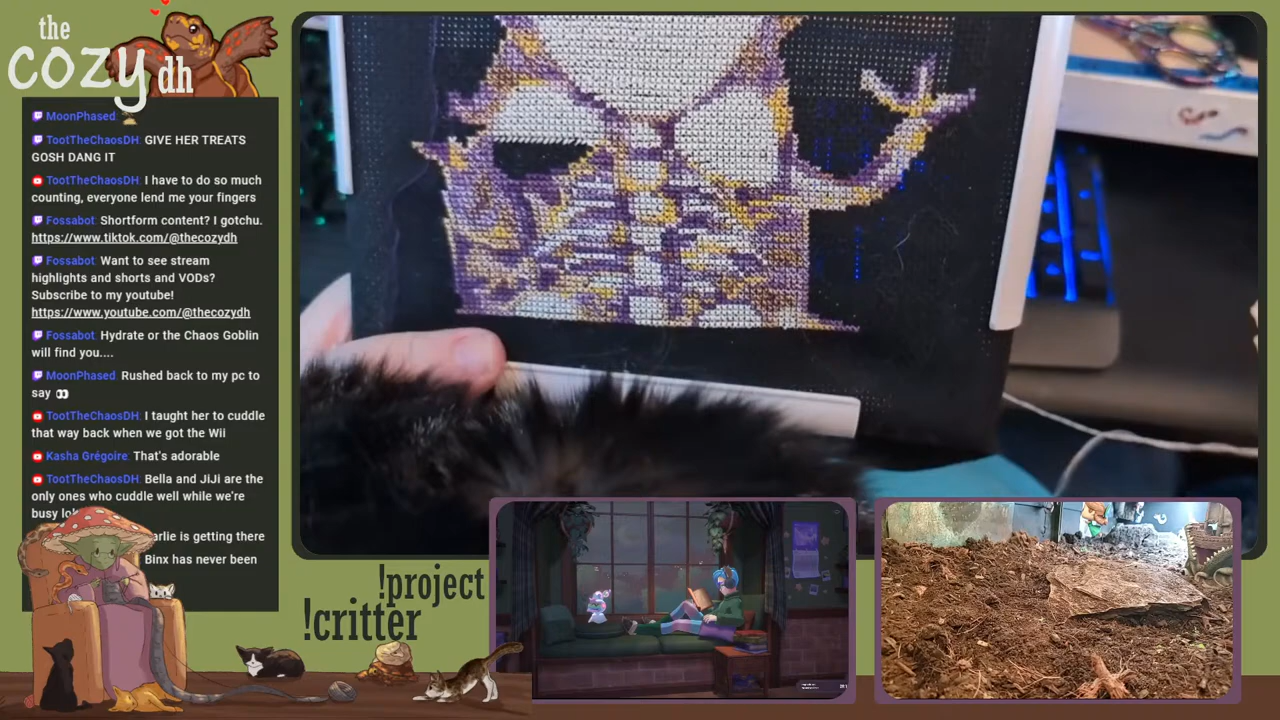 the
cozy dh
MoonPhased:
TootTheChaosDH: GIVE HER TREATS
GOSH DANG IT
TootTheChaosDH: I have to do so much
counting, everyone lend me your fingers
Fossabot: Shortform content? I gotchu.
https://www.tiktok.com/@thecozydh
Fossabot: Want to see stream
highlights and shorts and VODs?
Subscribe to my youtube!
https://www.youtube.com/@thecozydh
Fossabot: Hydrate or the Chaos Goblin
will find you....
MoonPhased: Rushed back to my pc to
say 👀
TootTheChaosDH: I taught her to cuddle
that way back when we got the Wii
Kasha Grégoire: That's adorable
TootTheChaosDH: Bella and JiJi are the
only ones who cuddle well while we're
busy
arlie is getting there
Binx has never been
!project
!critter